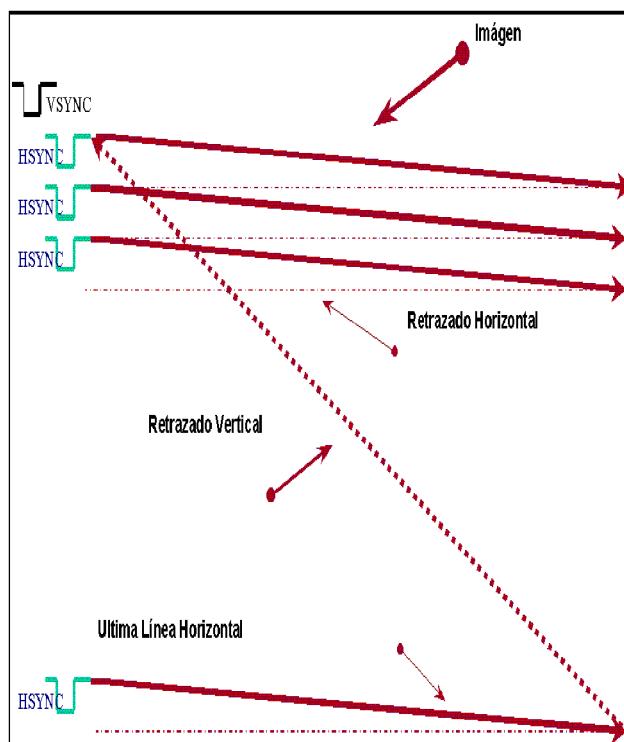 Imágen
VSYNC
HSYNC
HSYNC
HSYNC
Retrazado Horizontal
Retrazado Vertical
Ultima Línea Horizontal
HSYNC